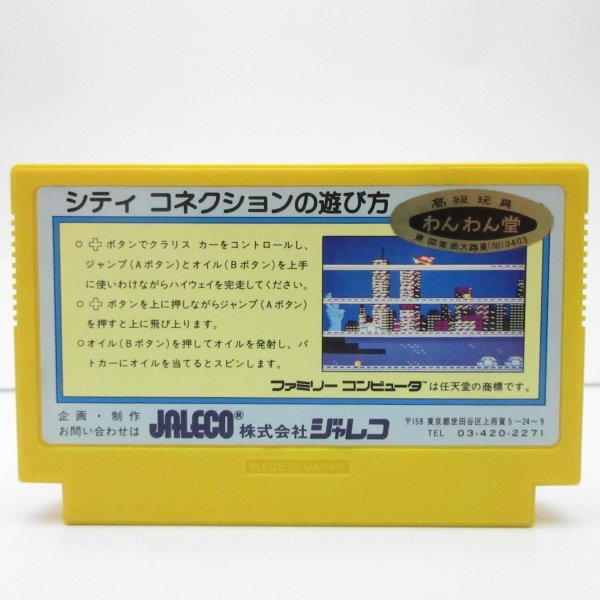 シティ コネクションの遊び方
高級玩具
わんわん堂
○ボタンでクラリス カーをコントロールし、
ジャンプ(Aボタン)とオイル(Bボタン)を上手
に使いわけながらハイウェイを完走してください。
○ボタンを上に押しながらジャンプ(Aボタン)
を押すと上に飛び上ります。
○オイル(Bボタン)を押してオイルを発射し、パ
トカーにオイルを当てるとスピンします。
ファミリー コンピュータは任天堂の商標です。
企画・制作
お問い合わせは JALECO® 株式会社ジャレコ
〒158 東京都世田谷区上用賀5-24-9
TEL 03-420-2271
MADE IN JAPAN